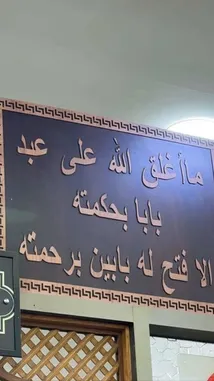 ما أغلق الله على عبد
بابا بحكمته
الا فتح له بابين برحمته